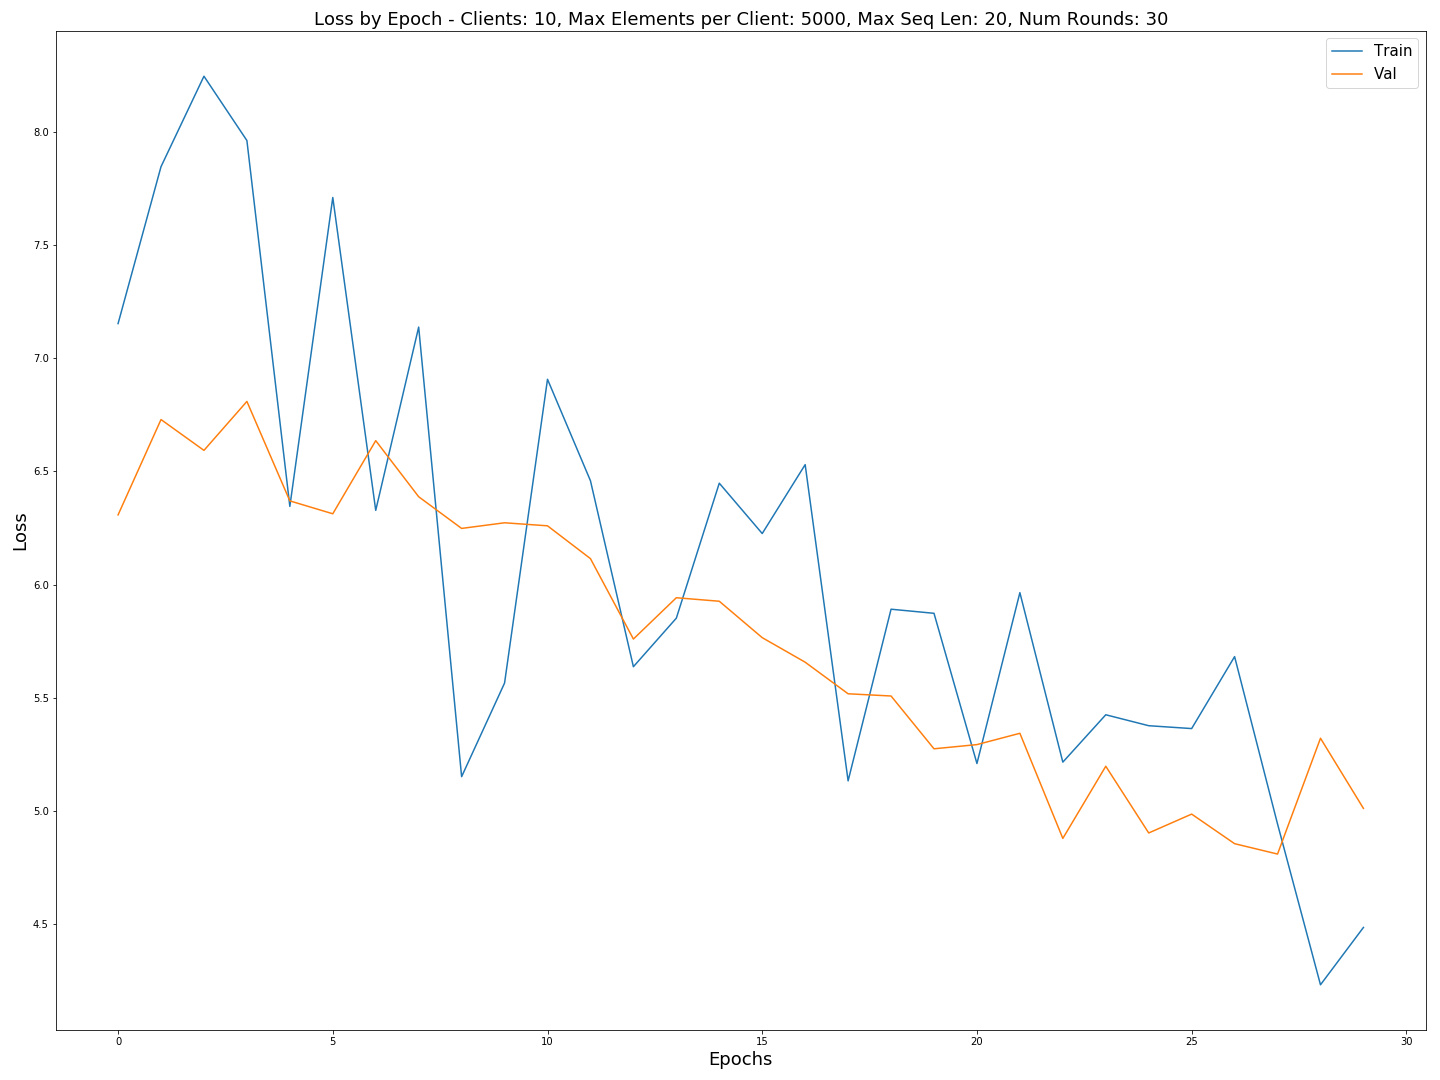 Loss by Epoch - Clients: 10, Max Elements per Client: 5000, Max Seq Len: 20, Num Rounds: 30
Train
Val
8.0
7.5
7.0
6.5
6.0
5.5
5.0
4.5
Loss
0 5 10 15 20 25 30
Epochs